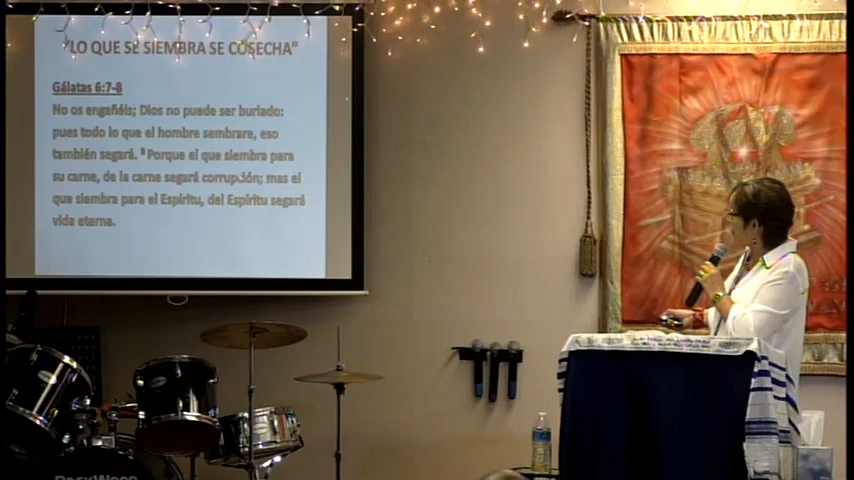 "LO QUE SE SIEMBRA SE COSECHA"
Gálatas 6:7-8
No os engañéis; Dios no puede ser burlado:
pues todo lo que el hombre sembrare, eso
también segará. 8 Porque el que siembra para
su carne, de la carne segará corrupción; mas el
que siembra para el Espíritu, del Espíritu segará
vida eterna.
RockWood